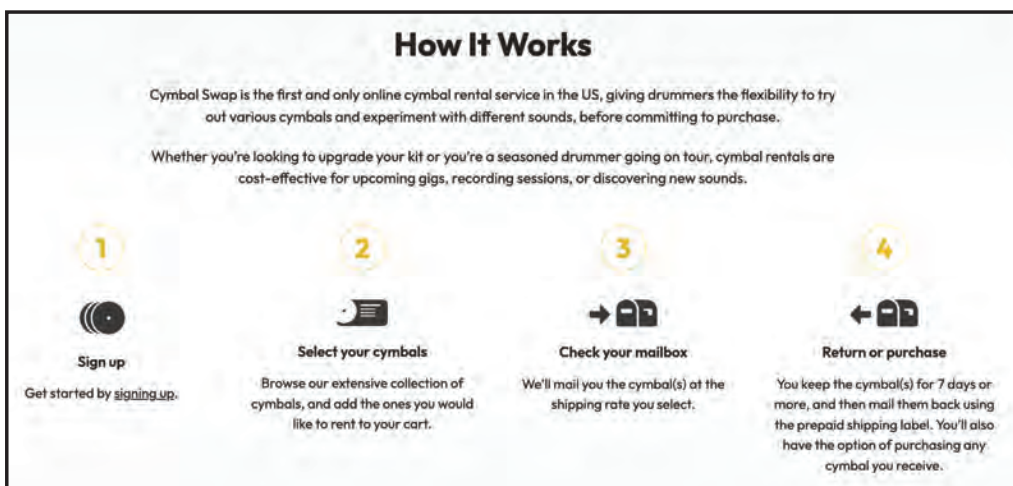 How It Works
Cymbal Swap is the first and only online cymbal rental service in the US, giving drummers the flexibility to try
out various cymbals and experiment with different sounds, before committing to purchase.
Whether you're looking to upgrade your kit or you're a seasoned drummer going on tour, cymbal rentals are
cost-effective for upcoming gigs, recording sessions, or discovering new sounds.
1
Sign up
Get started by signing up.
2
Select your cymbals
Browse our extensive collection of
cymbals, and add the ones you would
like to rent to your cart.
3
Check your mailbox
We'll mail you the cymbal(s) at the
shipping rate you select.
4
Return or purchase
You keep the cymbal(s) for 7 days or
more, and then mail them back using
the prepaid shipping label. You'll also
have the option of purchasing any
cymbal you receive.